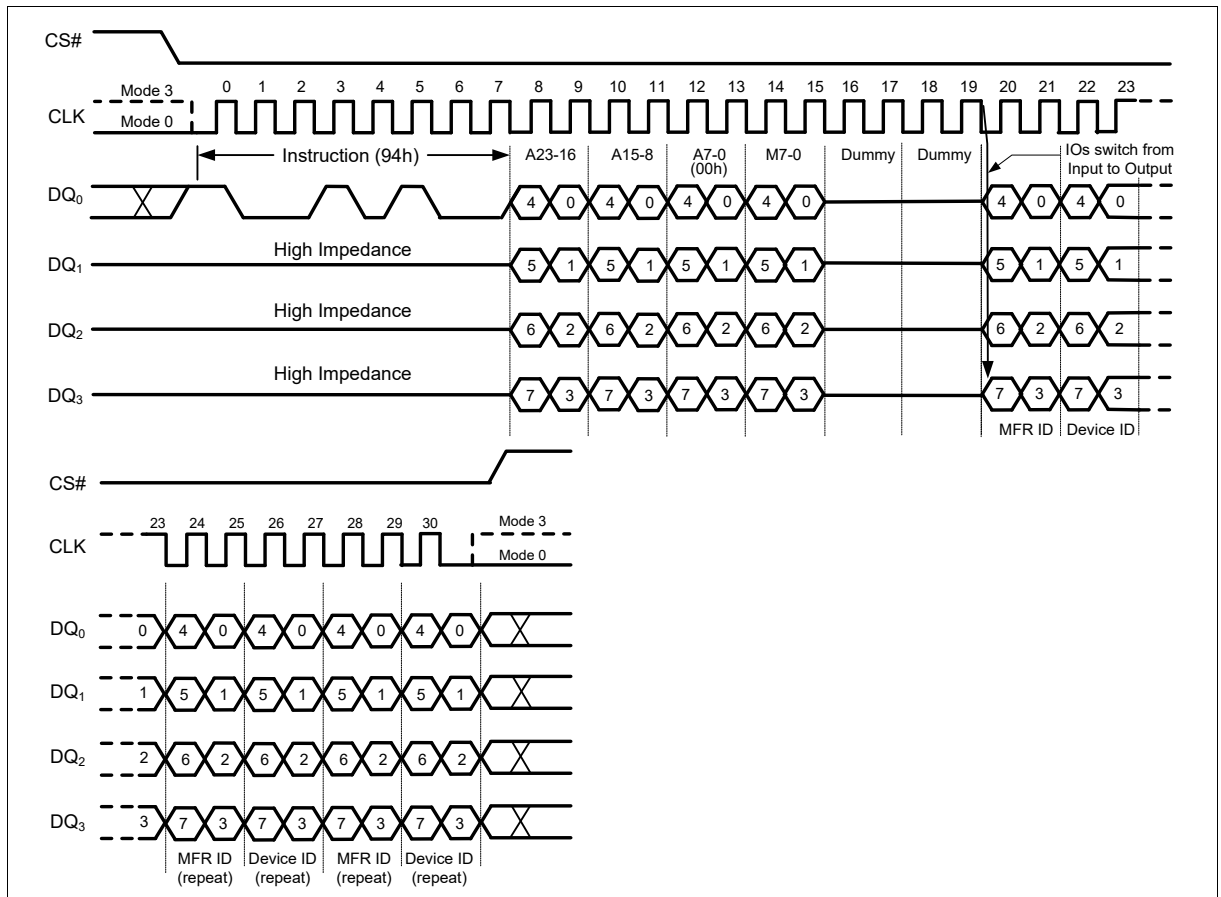 CS#
Mode 3
Mode 0
CLK
0 1 2 3 4 5 6 7 8 9 10 11 12 13 14 15 16 17 18 19 20 21 22 23
Instruction (94h)
A23-16 A15-8 A7-0 M7-0 Dummy Dummy
(00h)
IOs switch from
Input to Output
DQ0 4 0 4 0 4 0 4 0 4 0 4 0
High Impedance
DQ1 5 1 5 1 5 1 5 1 5 1 5 1
High Impedance
DQ2 6 2 6 2 6 2 6 2 6 2 6 2
High Impedance
DQ3 7 3 7 3 7 3 7 3 7 3 7 3
MFR ID Device ID
CS#
23 24 25 26 27 28 29 30
Mode 3
CLK
Mode 0
DQ0 0 4 0 4 0 4 0 4 0
DQ1 1 5 1 5 1 5 1 5 1
DQ2 2 6 2 6 2 6 2 6 2
DQ3 3 7 3 7 3 7 3 7 3
MFR ID Device ID MFR ID Device ID
(repeat) (repeat) (repeat) (repeat)